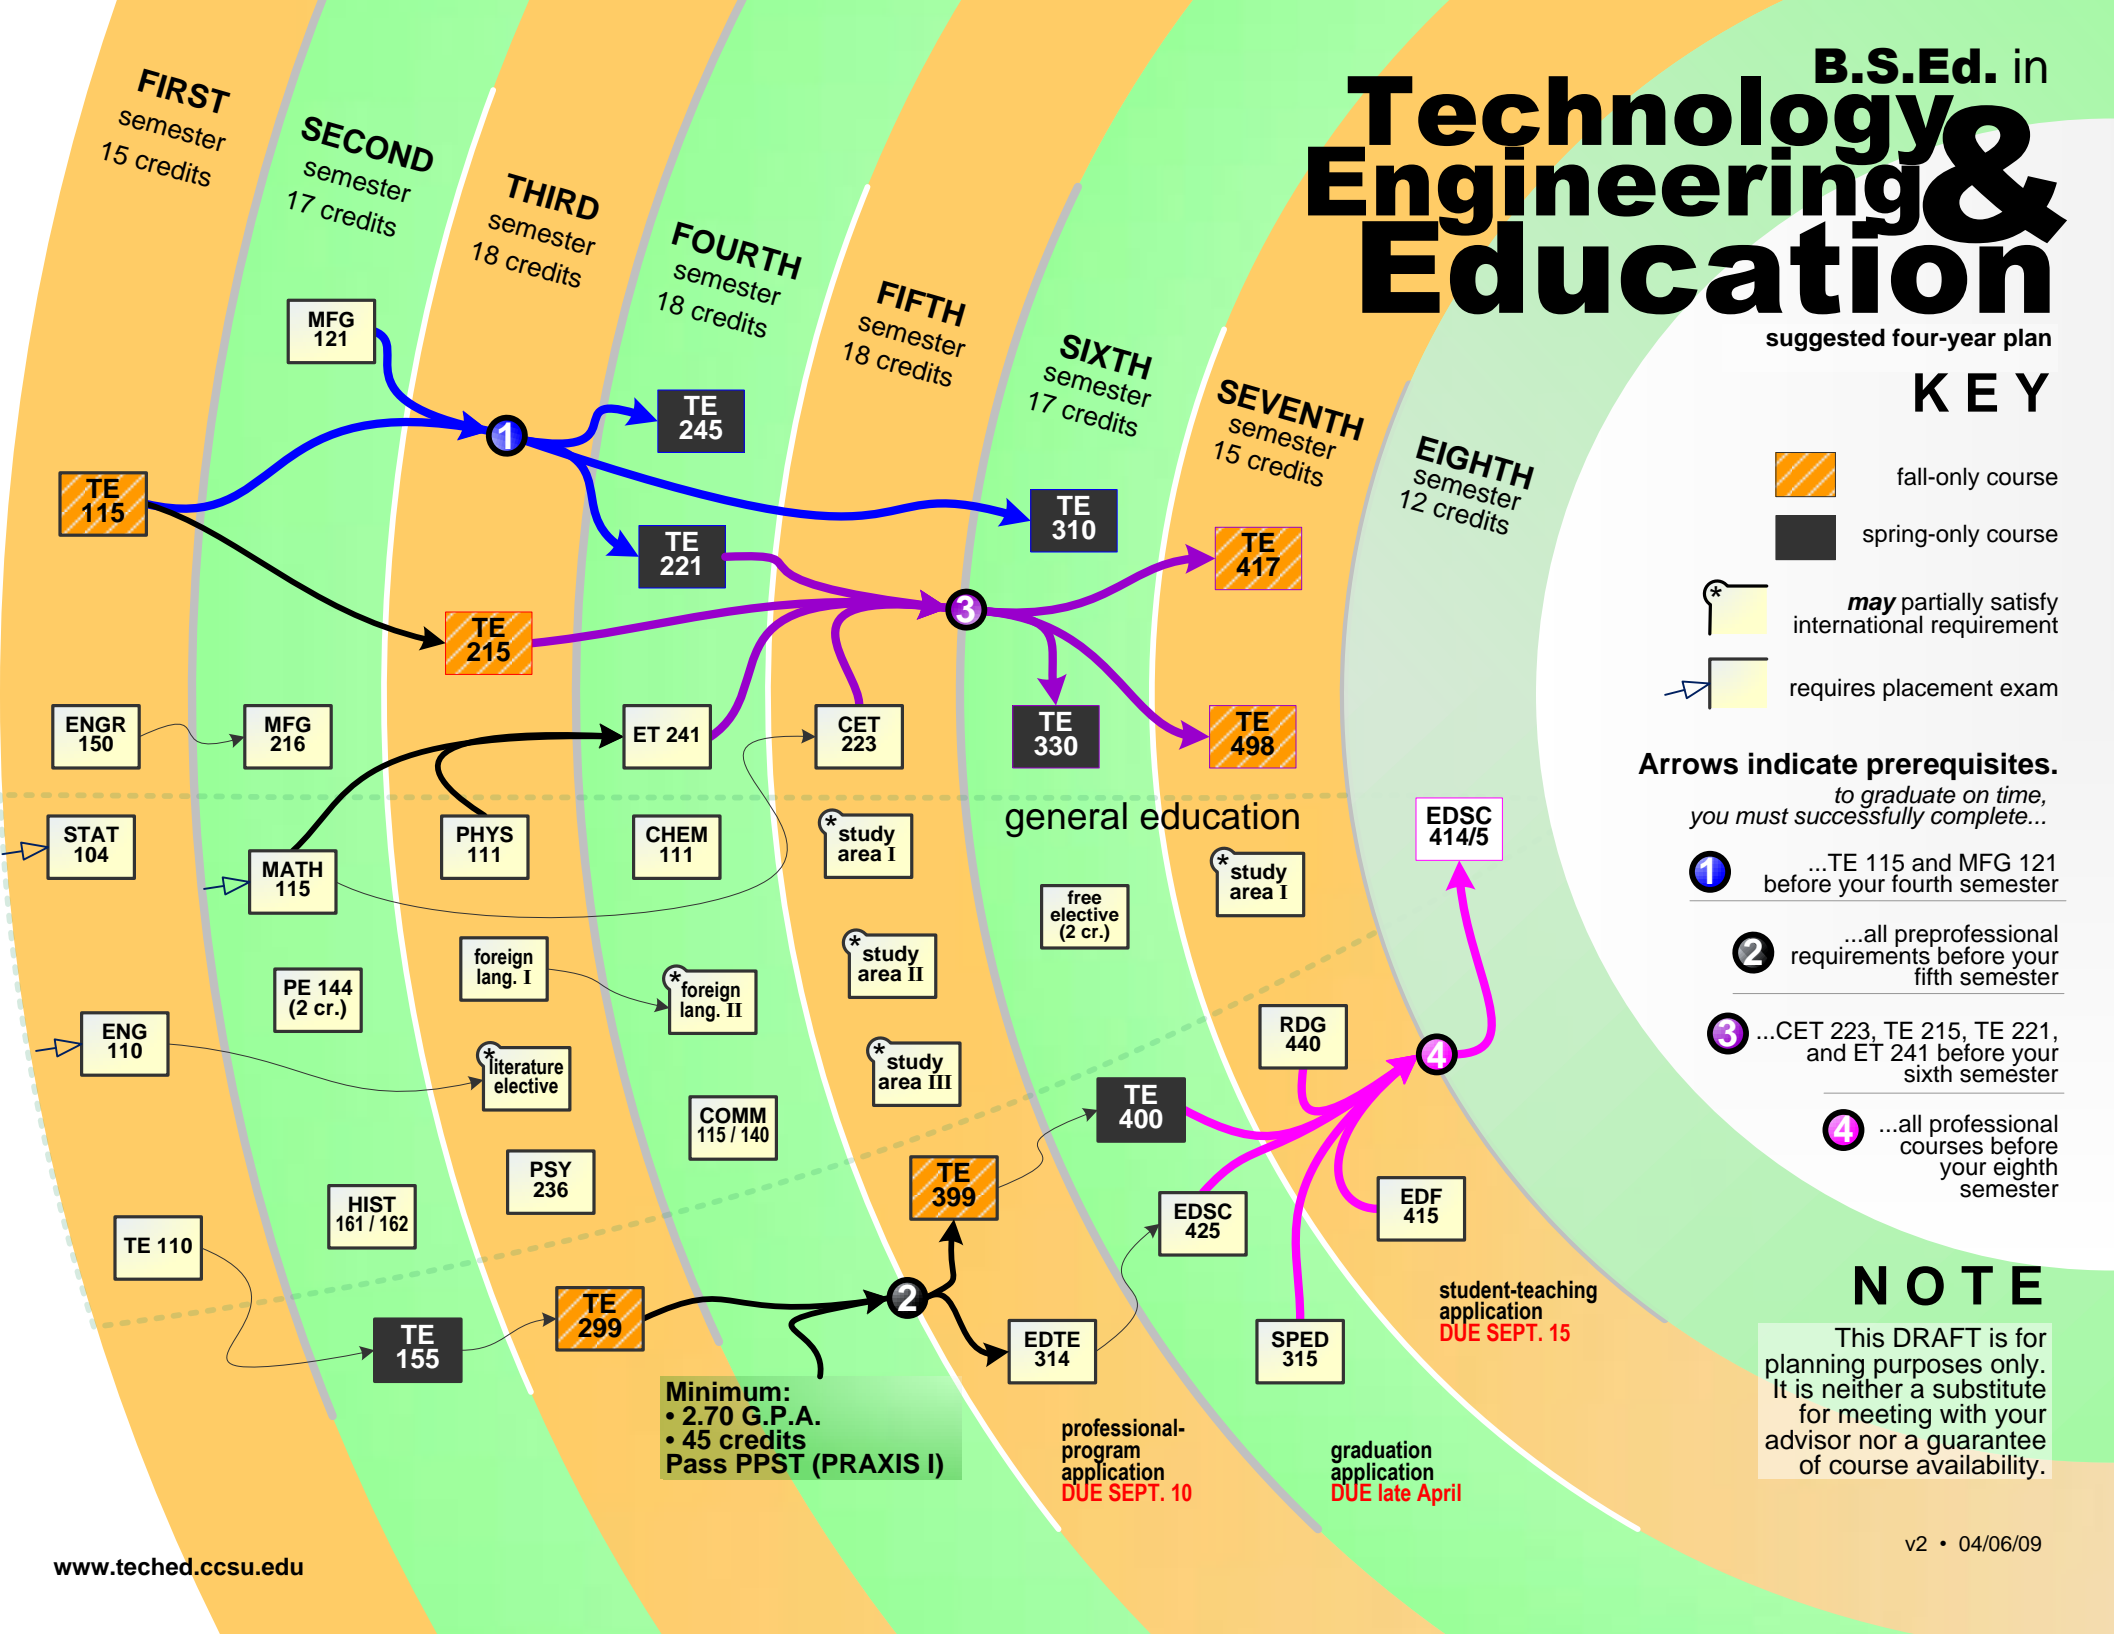 B.S.Ed. in
Technology
Engineering &
Education
suggested four-year plan
FIRST
semester
15 credits
SECOND
semester
17 credits
THIRD
semester
18 credits
FOURTH
semester
18 credits
FIFTH
semester
18 credits
SIXTH
semester
17 credits
SEVENTH
semester
15 credits
EIGHTH
semester
12 credits
MFG
121
1
TE
245
TE
115
TE
310
TE
221
TE
417
3
TE
215
ENGR
150
MFG
216
ET 241
CET
223
TE
330
TE
498
general education
STAT
104
MATH
115
PHYS
111
CHEM
111
*
study
area I
*
study
area I
EDSC
414/5
free
elective
(2 cr.)
PE 144
(2 cr.)
foreign
lang. I
*
foreign
lang. II
*
study
area II
ENG
110
*
literature
elective
*
study
area III
RDG
440
4
COMM
115 / 140
TE
400
PSY
236
TE
399
HIST
161 / 162
EDSC
425
EDF
415
TE 110
TE
155
TE
299
2
EDTE
314
SPED
315
Minimum:
• 2.70 G.P.A.
• 45 credits
Pass PPST (PRAXIS I)
professional-
program
application
DUE SEPT. 10
graduation
application
DUE late April
student-teaching
application
DUE SEPT. 15
KEY
fall-only course
spring-only course
*
may partially satisfy
international requirement
requires placement exam
Arrows indicate prerequisites.
to graduate on time,
you must successfully complete...
1
...TE 115 and MFG 121
before your fourth semester
2
...all preprofessional
requirements before your
fifth semester
3
...CET 223, TE 215, TE 221,
and ET 241 before your
sixth semester
4
...all professional
courses before
your eighth
semester
NOTE
This DRAFT is for
planning purposes only.
It is neither a substitute
for meeting with your
advisor nor a guarantee
of course availability.
v2 • 04/06/09
www.teched.ccsu.edu